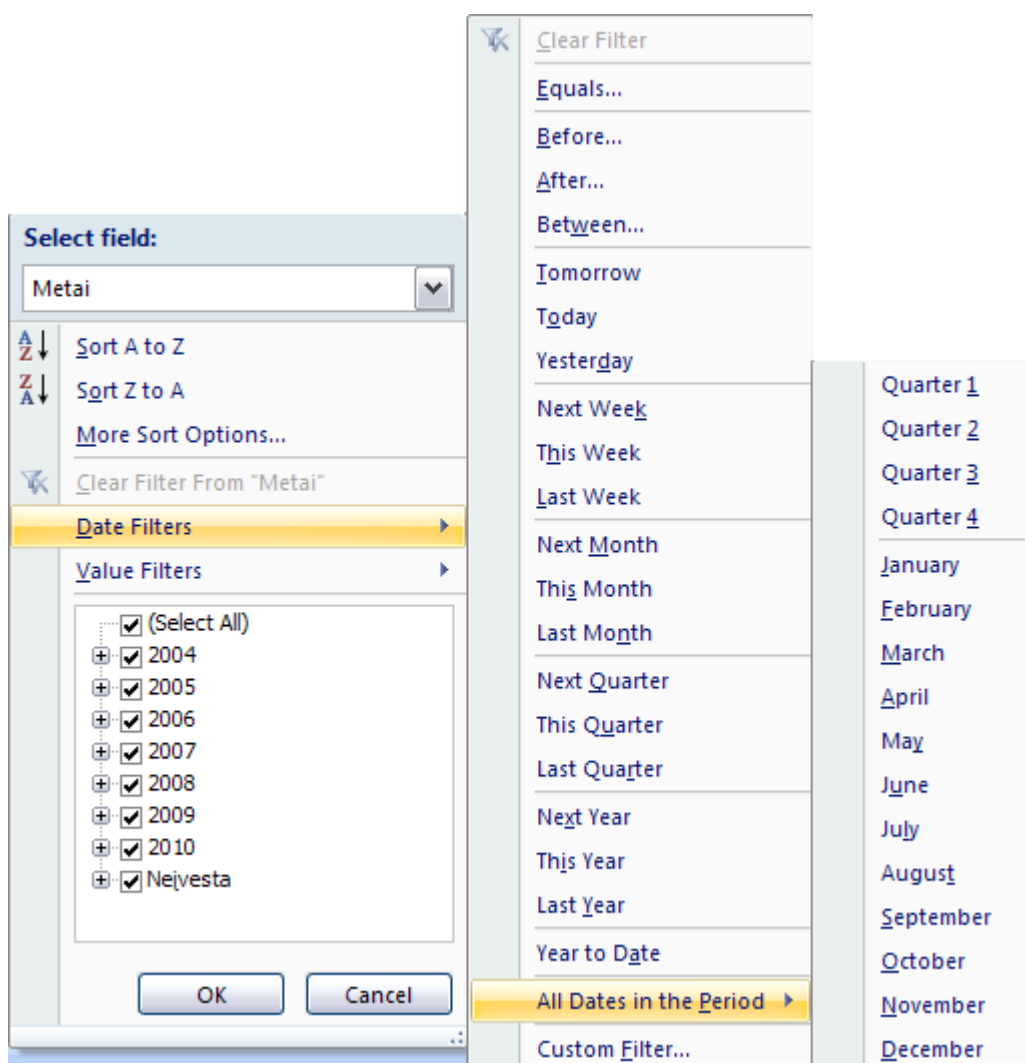 Select field:
Metai
Sort A to Z
Sort Z to A
More Sort Options...
Clear Filter From "Metai"
Date Filters
Value Filters
(Select All)
2004
2005
2006
2007
2008
2009
2010
Neįvesta
OK
Cancel
Clear Filter
Equals...
Before...
After...
Between...
Tomorrow
Today
Yesterday
Next Week
This Week
Last Week
Next Month
This Month
Last Month
Next Quarter
This Quarter
Last Quarter
Next Year
This Year
Last Year
Year to Date
All Dates in the Period
Custom Filter...
Quarter 1
Quarter 2
Quarter 3
Quarter 4
January
February
March
April
May
June
July
August
September
October
November
December